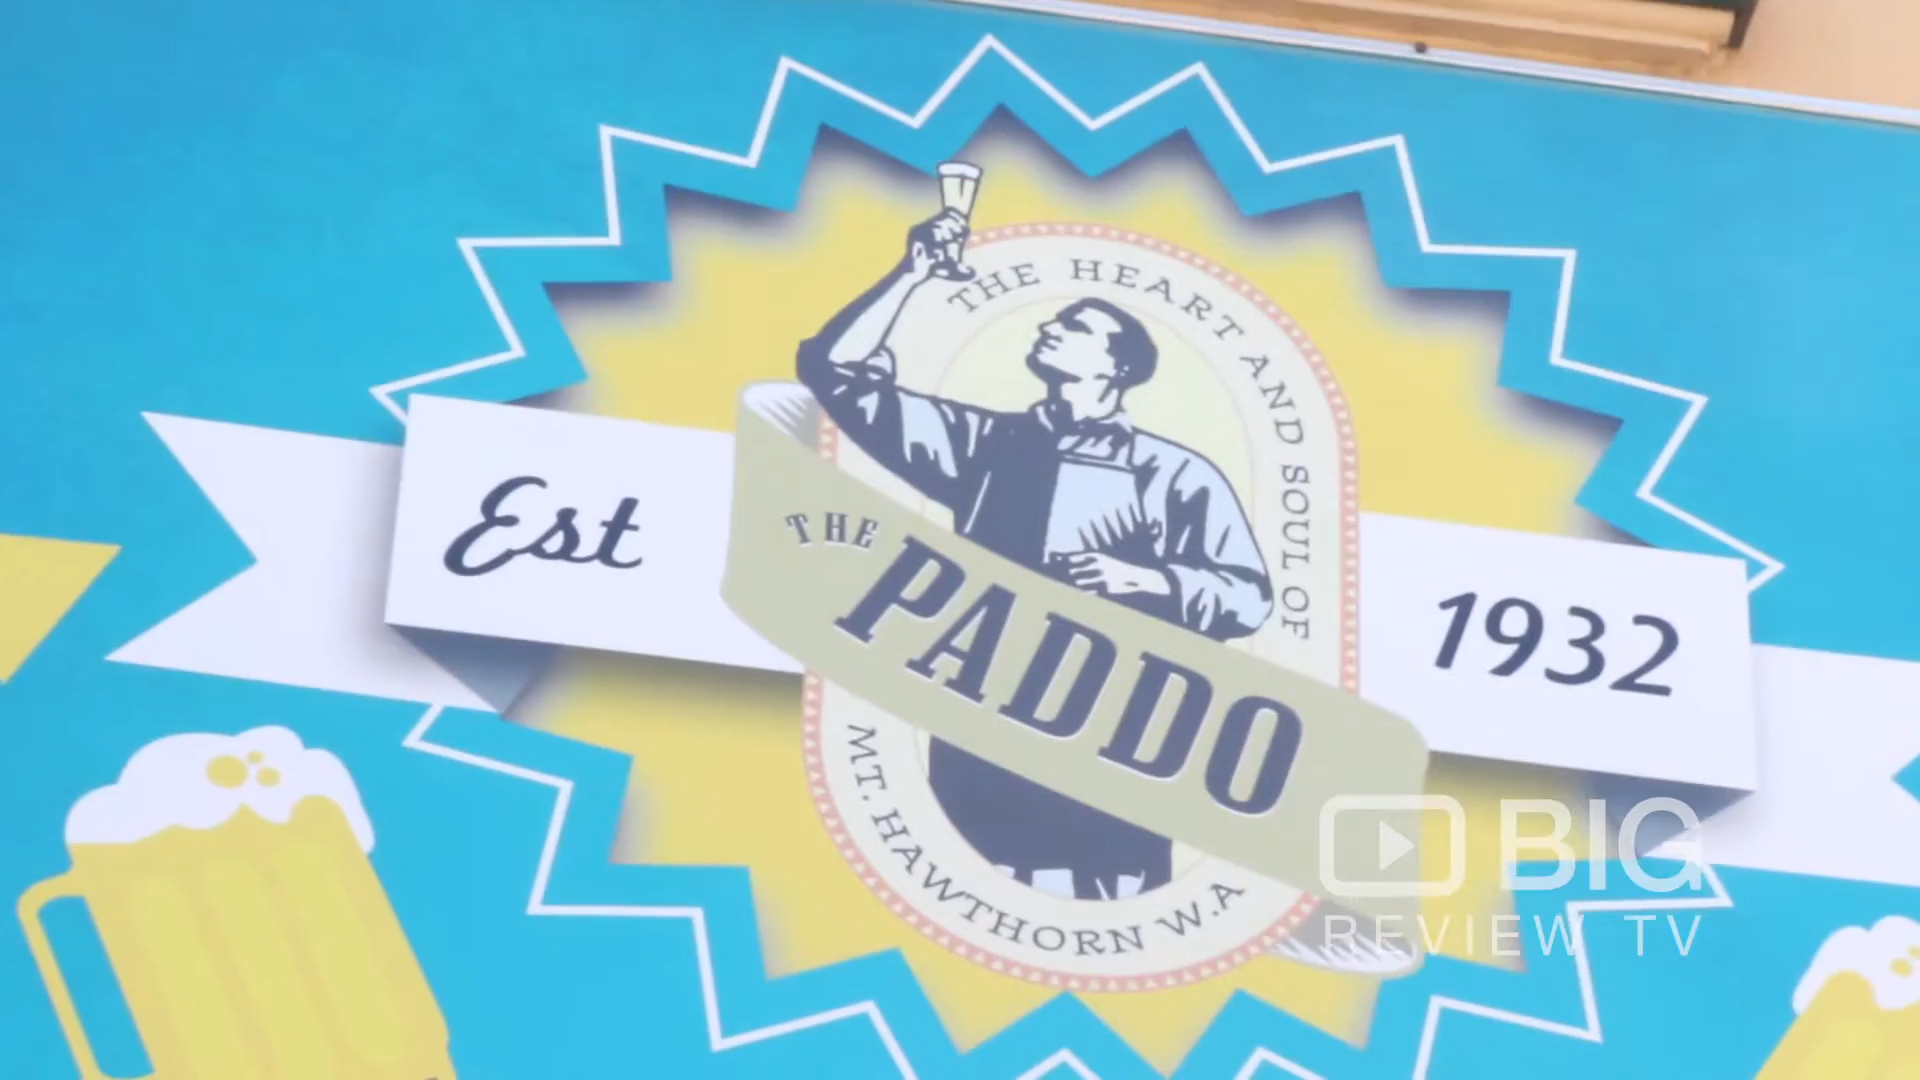 THE HEART AND SOUL OF
Est
THE PADDO
1932
MT. HAWTHORN W.A
BIG
REVIEW TV